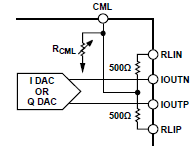 CML
RCML
RLIN
500Ω
IOUTN
I DAC
OR
Q DAC
IOUTP
500Ω
RLIP